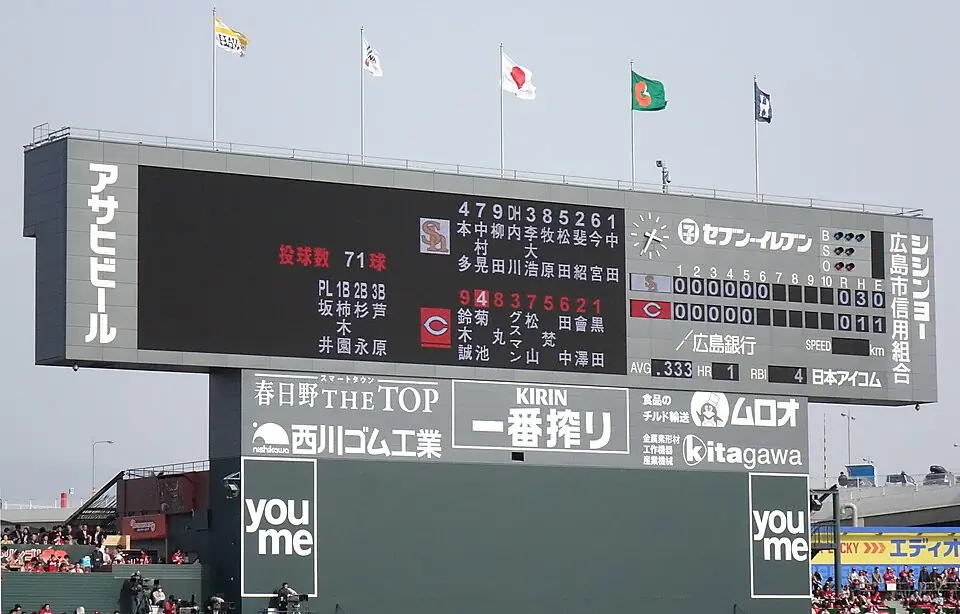 アサヒビール
投球数 71球
PL 1B 2B 3B
坂井 柿木園 杉永 芦原
4 7 9 DH 3 8 5 2 6 1
本多 中村晃 柳田 内川 李大浩 牧原 松田 斐紹 今宮 中田
9 4 8 3 7 5 6 2 1
鈴木誠 菊池 丸 グスマン 松山 梵 田中 會澤 黒田
セブン-イレブン
B
S
O
1 2 3 4 5 6 7 8 9 10 R H E
0 0 0 0 0 0 0 3 0
0 0 0 0 0 0 1 1
広島銀行
SPEED km
AVG .333 HR 1 RBI 4
日本アイコム
シシンヨー
広島市信用組合
スマートタウン
春日野 THE TOP
nishikawa
西川ゴム工業
KIRIN
一番搾り
食品の
チルド輸送
ムロオ
金属素形材
工作機器
産業機器
kitagawa
you
me
you
me
LUCKY エディオ